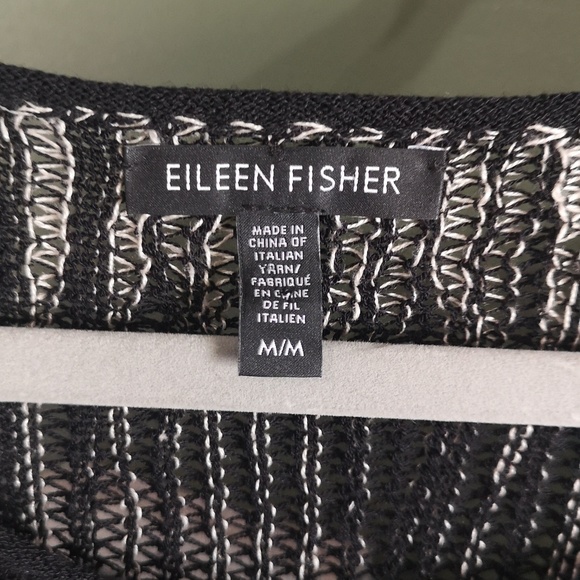 EILEEN FISHER
MADE IN
CHINA OF
ITALIAN
YARN/
FABRIQUÉ
EN CHINE
DE FIL
ITALIEN
M/M